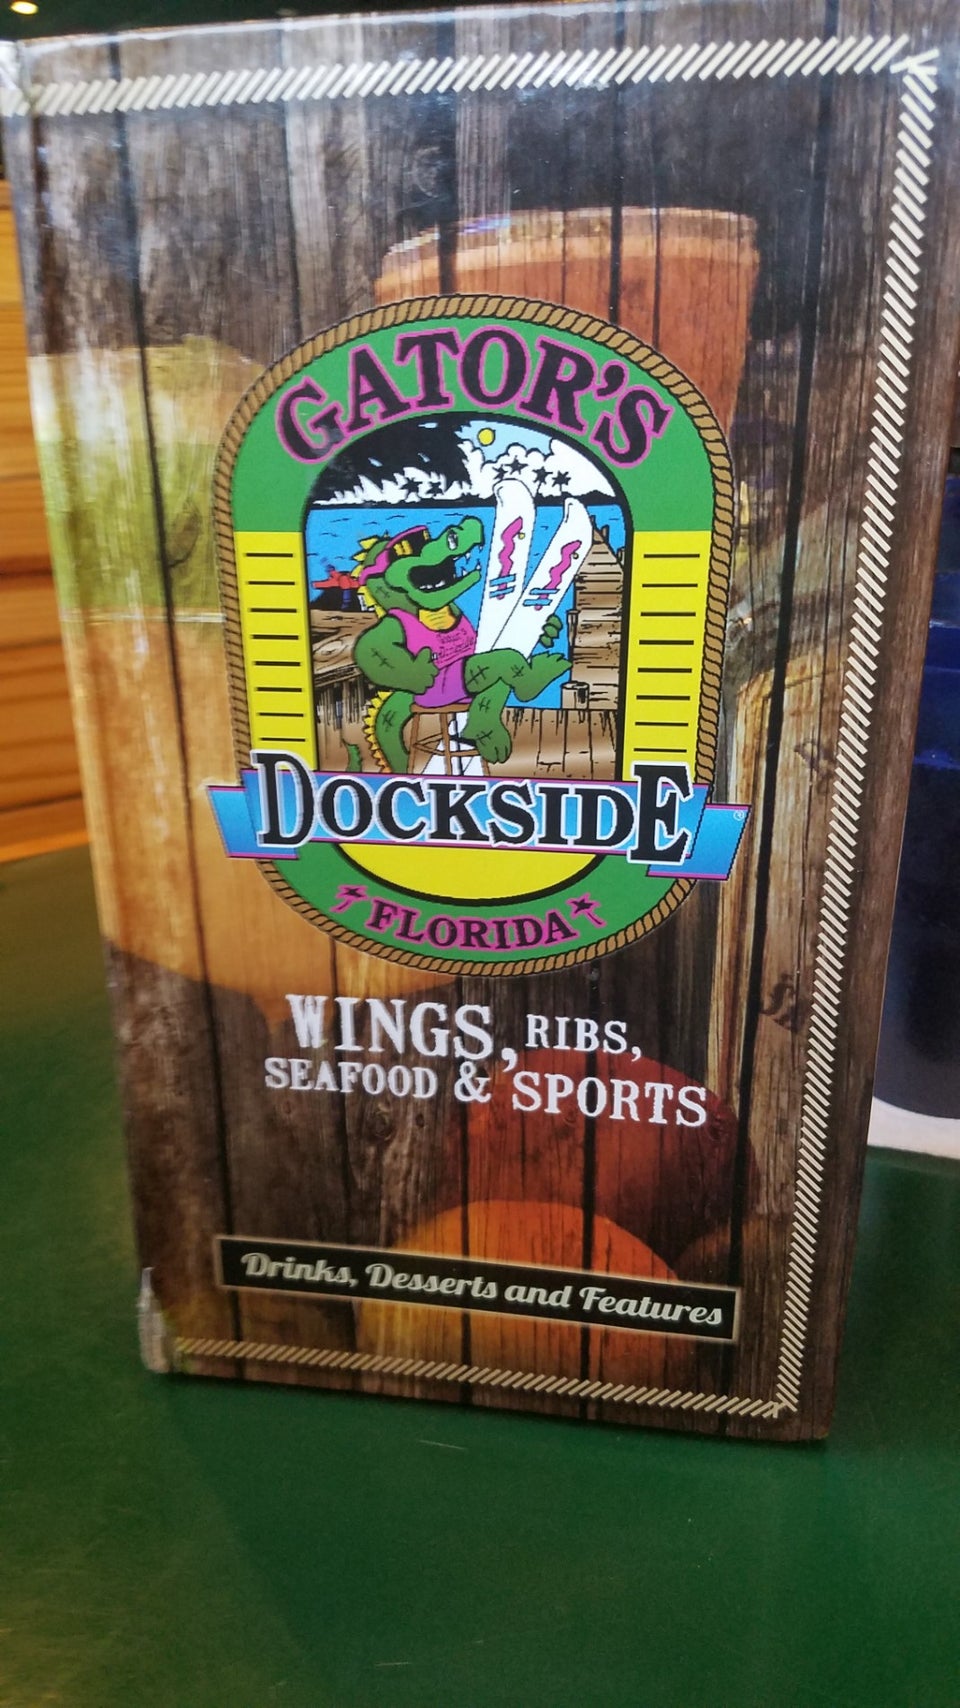 GATOR'S
DOCKSIDE
FLORIDA
WINGS, RIBS,
SEAFOOD & SPORTS
Drinks, Desserts and Features